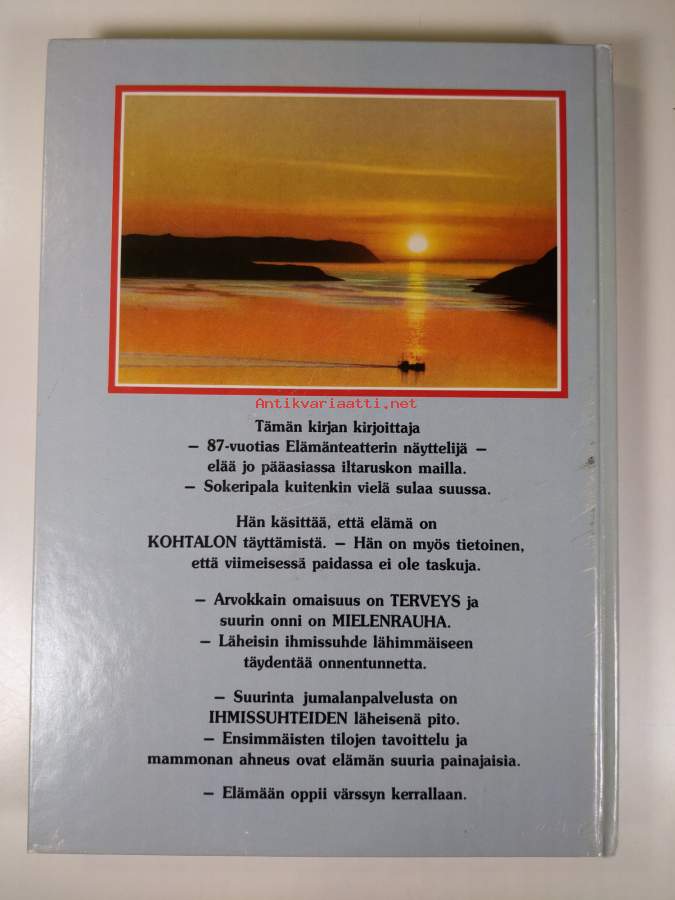 Antikvariaatti.net
Tämän kirjan kirjoittaja
– 87-vuotias Elämänteatterin näyttelijä –
elää jo pääasiassa iltaruskon mailla.
– Sokeripala kuitenkin vielä sulaa suussa.
Hän käsittää, että elämä on
KOHTALON täyttämistä. – Hän on myös tietoinen,
että viimeisessä paidassa ei ole taskuja.
– Arvokkain omaisuus on TERVEYS ja
suurin onni on MIELENRAUHA.
– Läheisin ihmissuhde lähimmäiseen
täydentää onnentunnetta.
– Suurinta jumalanpalvelusta on
IHMISSUHTEIDEN läheisenä pito.
– Ensimmäisten tilojen tavoittelu ja
mammonan ahneus ovat elämän suuria painajaisia.
– Elämään oppii värssyn kerrallaan.